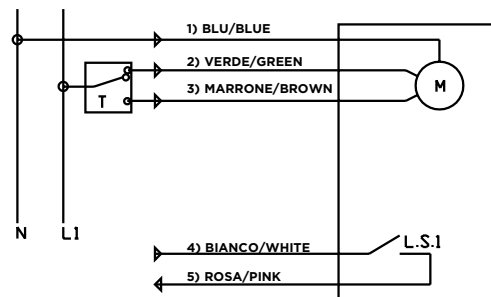 1) BLU/BLUE
2) VERDE/GREEN
3) MARRONE/BROWN
T
M
N
L1
4) BIANCO/WHITE
L.S.1
5) ROSA/PINK